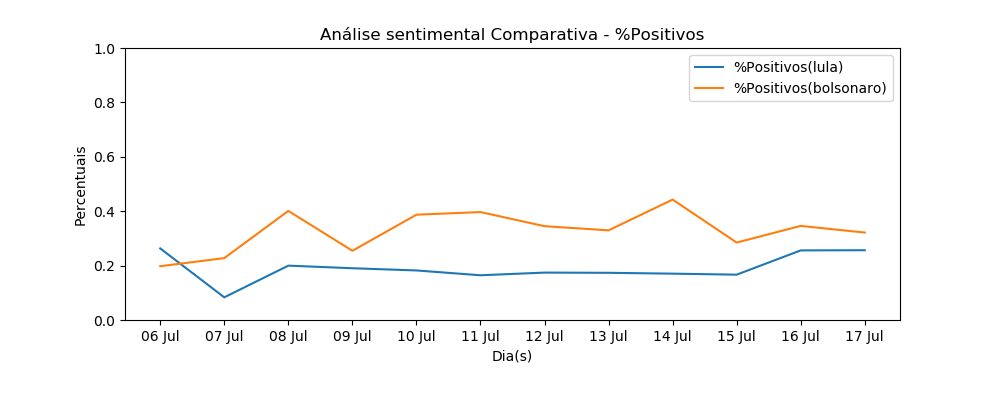 Análise sentimental Comparativa - %Positivos
%Positivos(lula)
%Positivos(bolsonaro)
Percentuais
1.0
0.8
0.6
0.4
0.2
0.0
06 Jul 07 Jul 08 Jul 09 Jul 10 Jul 11 Jul 12 Jul 13 Jul 14 Jul 15 Jul 16 Jul 17 Jul
Dia(s)